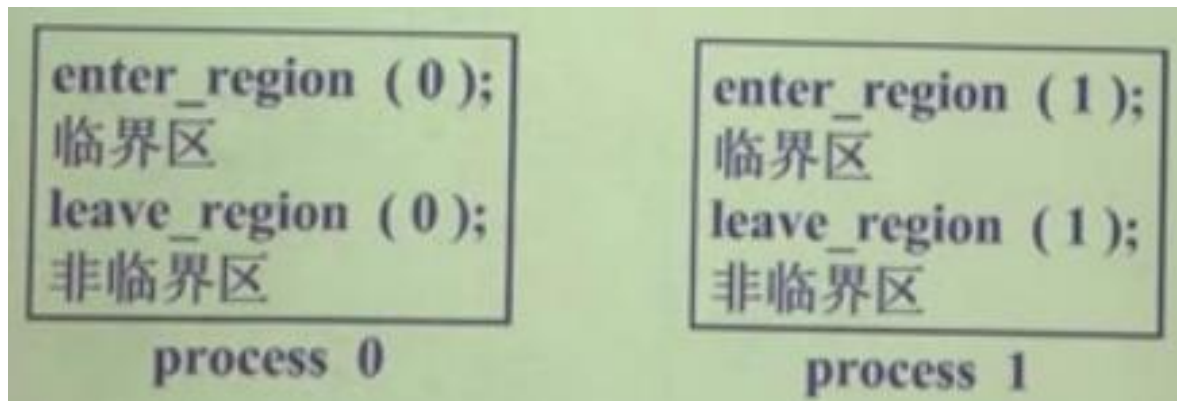 enter_region ( 0 );
临界区
leave_region ( 0 );
非临界区
process 0
enter_region ( 1 );
临界区
leave_region ( 1 );
非临界区
process 1